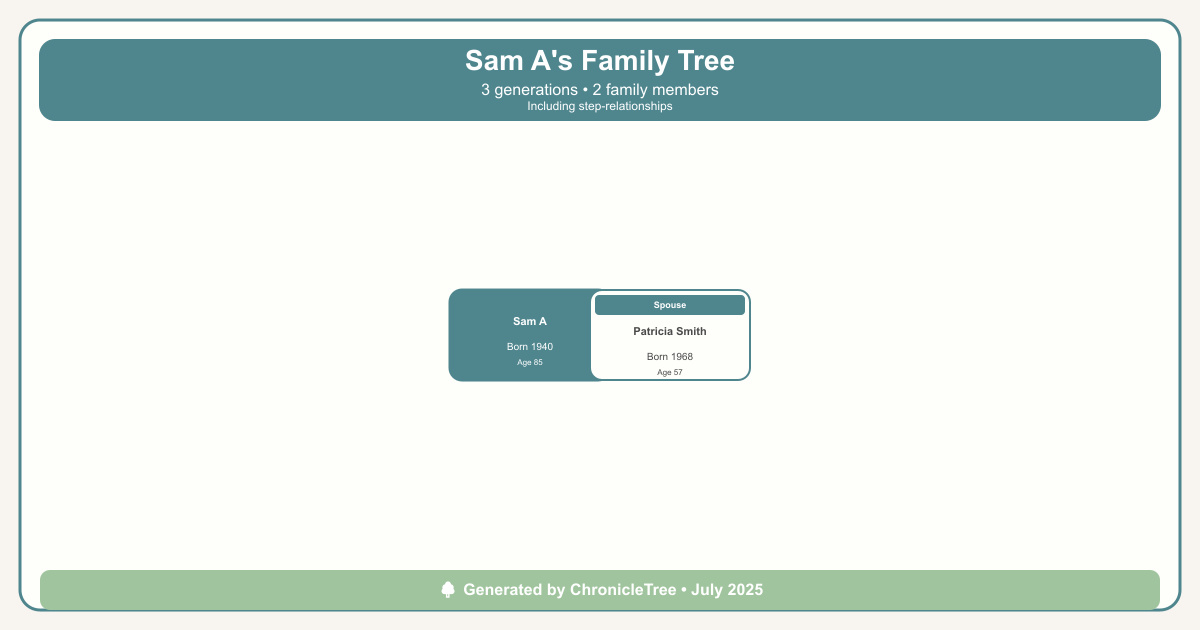 Sam A's Family Tree
3 generations • 2 family members
Including step-relationships
Sam A
Born 1940
Age 85
Spouse
Patricia Smith
Born 1968
Age 57
Generated by ChronicleTree • July 2025